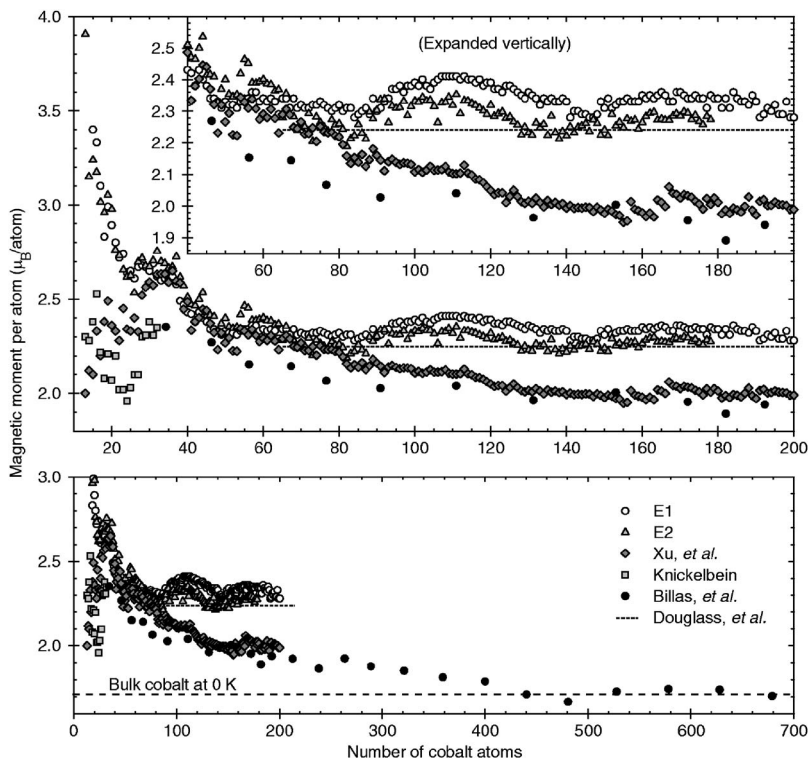 Magnetic moment per atom (μB/atom)
4.0
3.5
3.0
2.5
2.0
(Expanded vertically)
2.5
2.4
2.3
2.2
2.1
2.0
1.9
60 80 100 120 140 160 180
20 40 60 80 100 120 140 160 180 200
3.0
2.5
2.0
E1
E2
Xu, et al.
Knickelbein
Billas, et al.
Douglass, et al.
Bulk cobalt at 0 K
0 100 200 300 400 500 600 700
Number of cobalt atoms